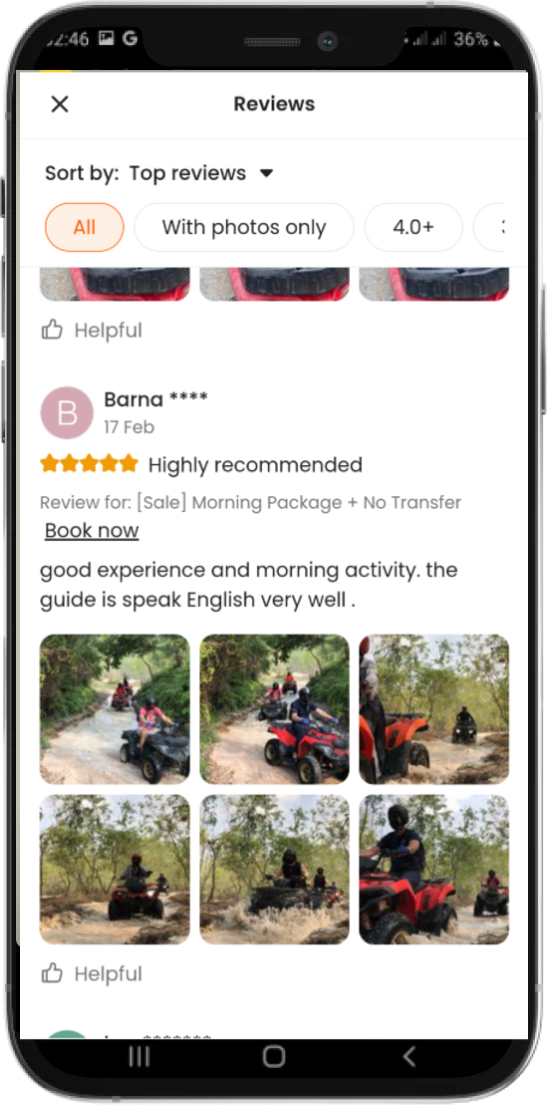 2:46 G 36%
Reviews
Sort by: Top reviews
All With photos only 4.0+
Helpful
B Barna ****
17 Feb
Highly recommended
Review for: [Sale] Morning Package + No Transfer
Book now
good experience and morning activity. the
guide is speak English very well .
Helpful